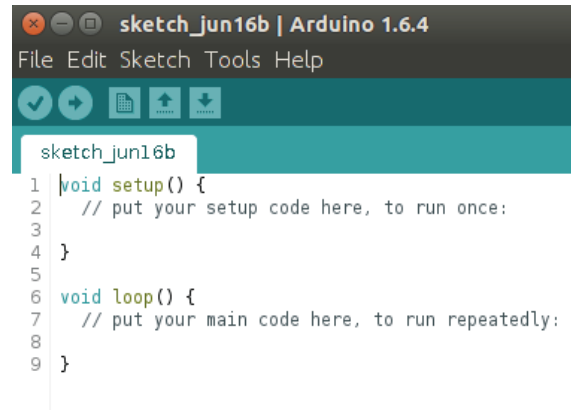 sketch_jun16b | Arduino 1.6.4
File Edit Sketch Tools Help
sketch_jun16b
1 void setup() {
2   // put your setup code here, to run once:
3
4 }
5
6 void loop() {
7   // put your main code here, to run repeatedly:
8
9 }